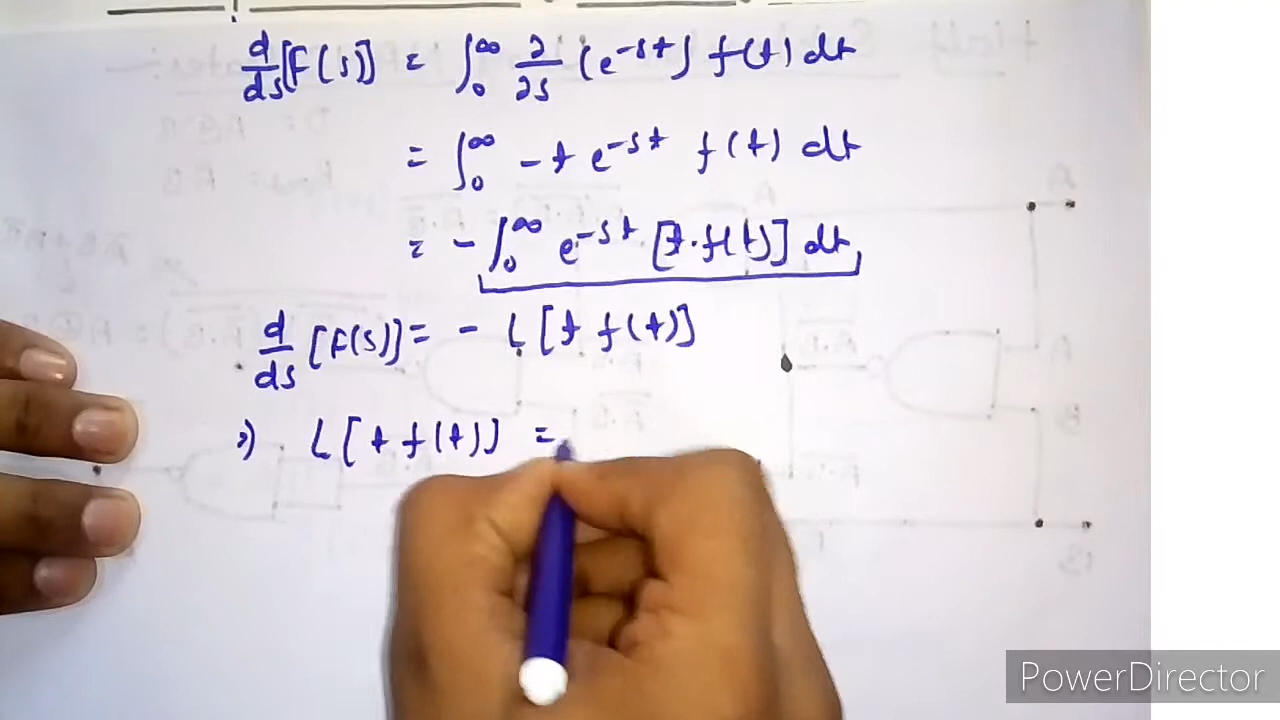 d/ds [F(s)] = ∫₀^∞ ∂/∂s (e^-st) f(t) dt
= ∫₀^∞ -t e^-st f(t) dt
= - ∫₀^∞ e^-st [t.f(t)] dt
d/ds [F(s)] = - L [t f(t)]
⇒ L [t f(t)] =
PowerDirector